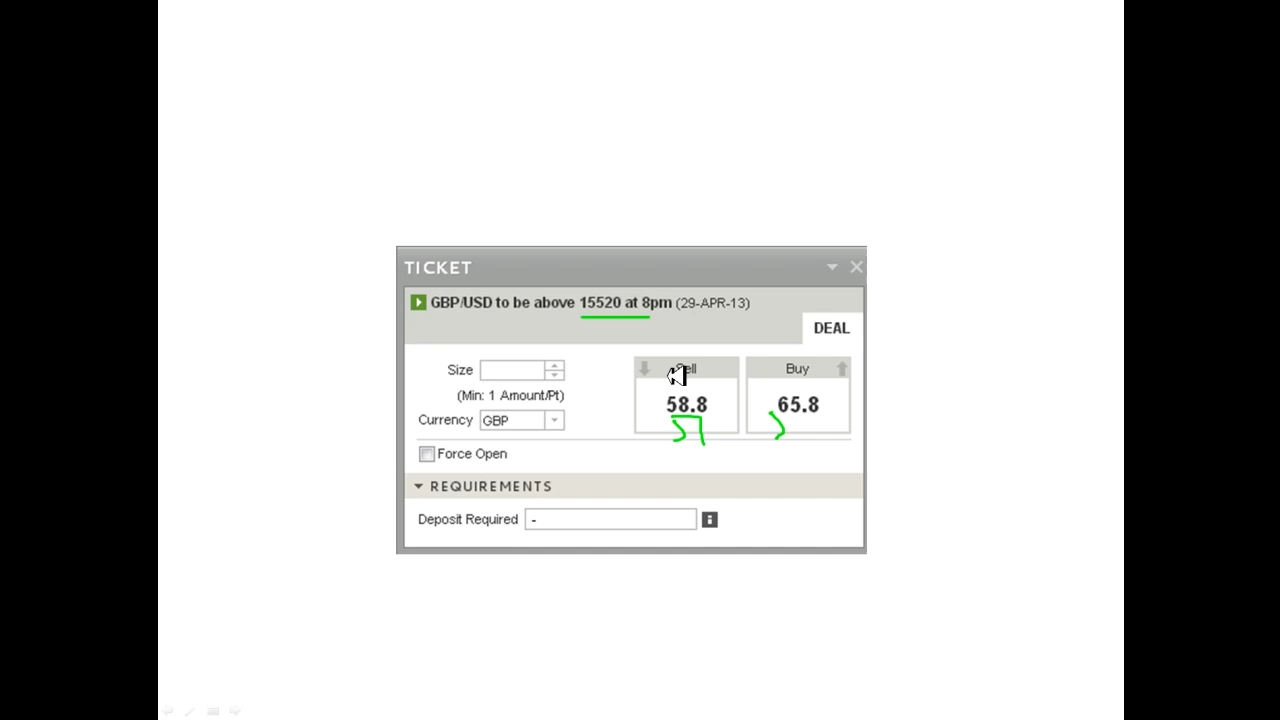 TICKET
GBP/USD to be above 15520 at 8pm (29-APR-13)
DEAL
Size
Sell
Buy
(Min: 1 Amount/Pt)
58.8
65.8
Currency GBP
Force Open
REQUIREMENTS
Deposit Required -